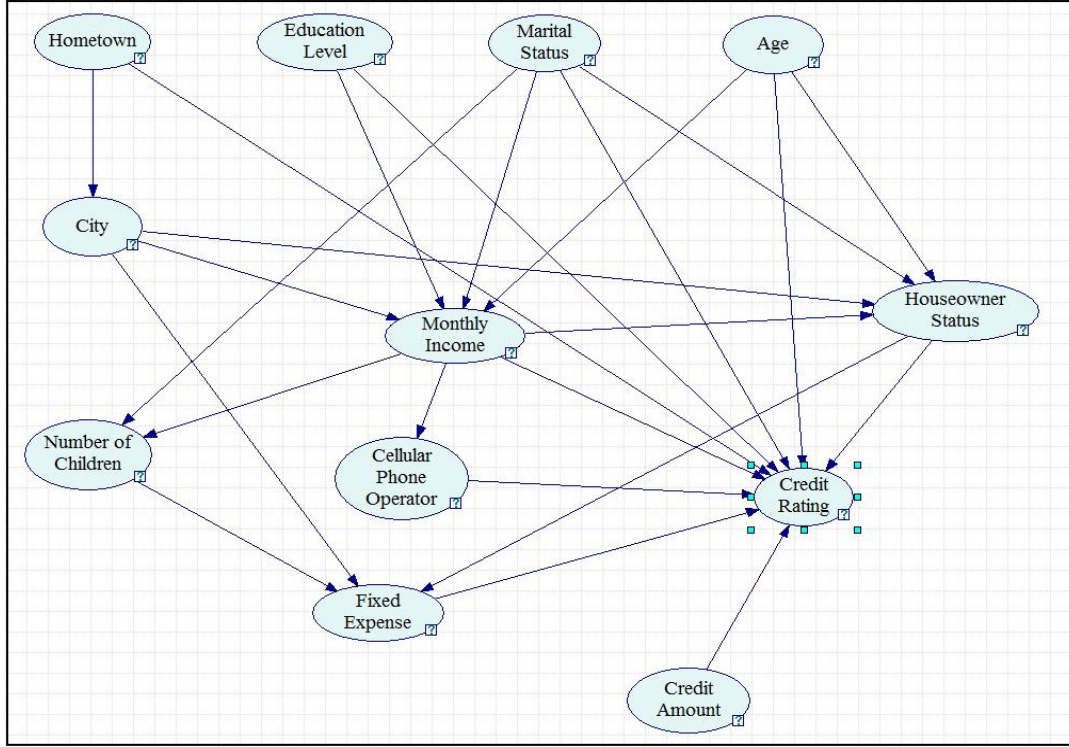 Hometown
?
Education
Level
?
Marital
Status
?
Age
?
City
?
Houseowner
Status
?
Monthly
Income
?
Number of
Children
?
Cellular
Phone
Operator
?
Credit
Rating
?
Fixed
Expense
?
Credit
Amount
?